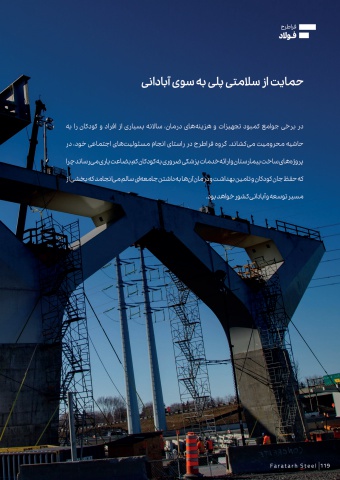 فراطرح
فولاد
حمایت از سلامتی پلی به سوی آبادانی
در برخی جوامع کمبود تجهیزات و هزینه‌های درمان، سالانه بسیاری از افراد و کودکان را به
حاشیه محرومیت می‌کشاند. گروه فراطرح در راستای انجام مسئولیت‌های اجتماعی خود، در
پروژه‌های ساخت بیمارستان و ارائه خدمات پزشکی ضروری به کودکان کم بضاعت یاری می‌رساند چرا
که حفظ جان کودکان و تامین بهداشت و درمان آن‌ها به داشتن جامعه‌ای سالم می‌انجامد که بخشی از
مسیر توسعه و آبادانی کشور خواهد بود.
Faratarh Steel | 119